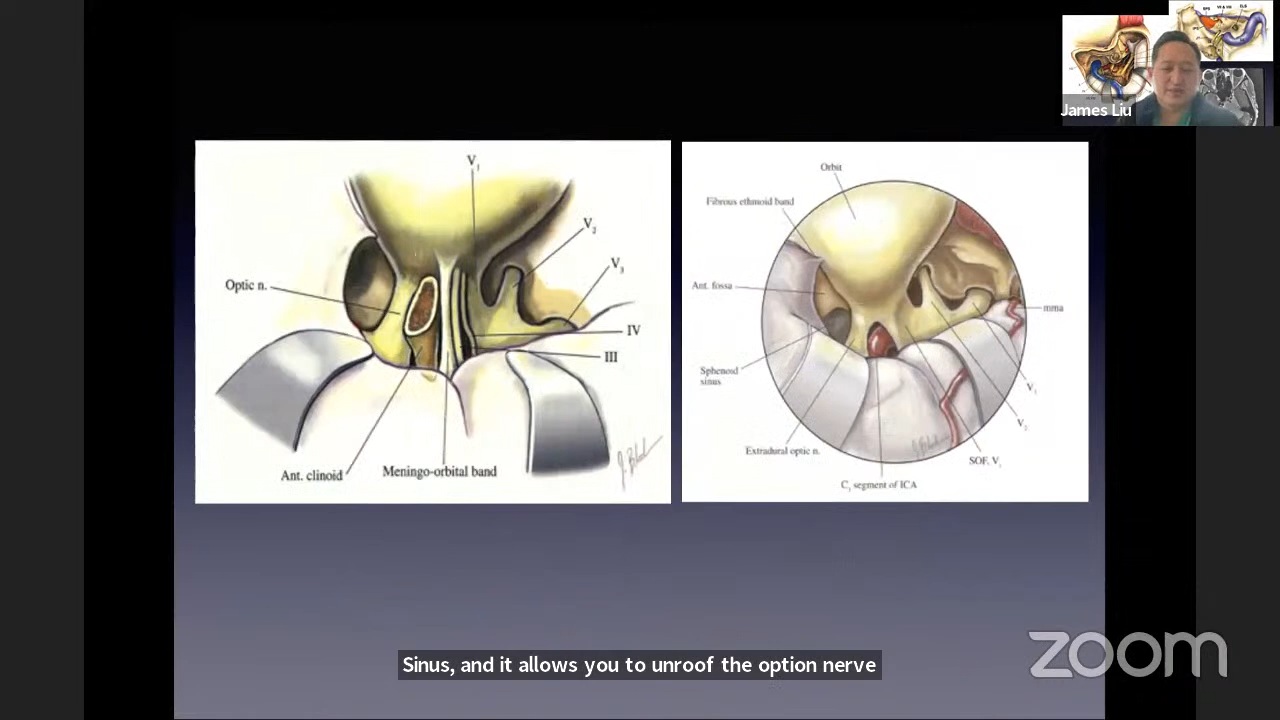 James Liu
V1
V2
V3
Optic n.
IV
III
Ant. clinoid
Meningo-orbital band
Orbit
Fibrous ethmoid band
Ant. fossa
mma
Sphenoid
sinus
V1
V2
Extradural optic n.
SOF, V1
segment of ICA
Sinus, and it allows you to unroof the option nerve
zoom